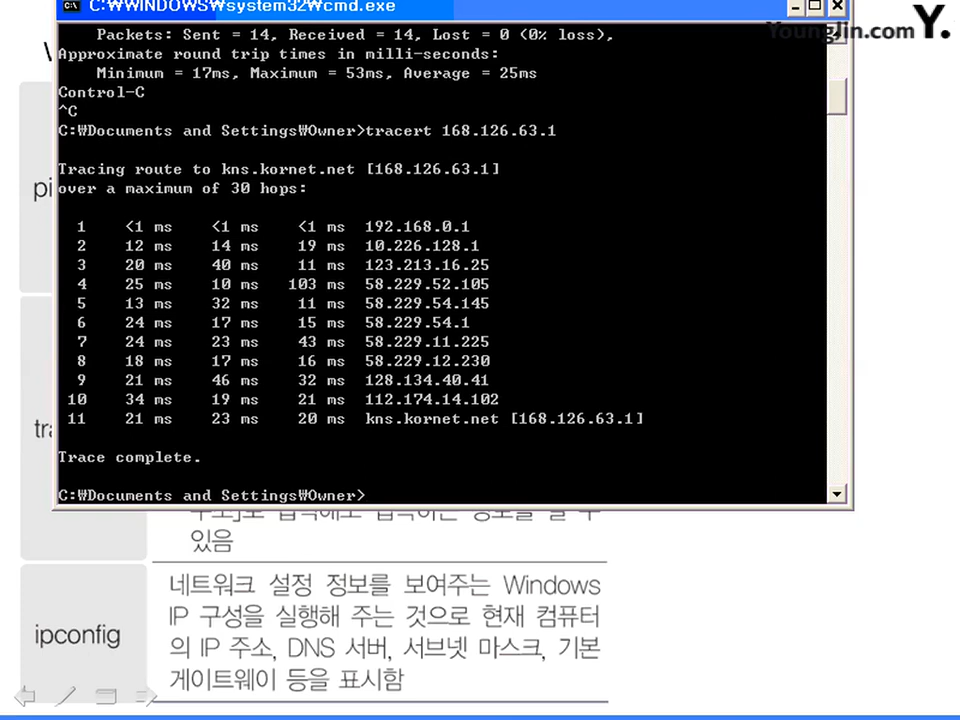 C:₩WINDOWS₩system32₩cmd.exe
Younglin.com Y.
Packets: Sent = 14, Received = 14, Lost = 0 (0% loss),
Approximate round trip times in milli-seconds:
Minimum = 17ms, Maximum = 53ms, Average = 25ms
Control-C
^C
C:₩Documents and Settings₩Owner>tracert 168.126.63.1
Tracing route to kns.kornet.net [168.126.63.1]
over a maximum of 30 hops:
1 <1 ms <1 ms <1 ms 192.168.0.1
2 12 ms 14 ms 19 ms 10.226.128.1
3 20 ms 40 ms 11 ms 123.213.16.25
4 25 ms 10 ms 103 ms 58.229.52.105
5 13 ms 32 ms 11 ms 58.229.54.145
6 24 ms 17 ms 15 ms 58.229.54.1
7 24 ms 23 ms 43 ms 58.229.11.225
8 18 ms 17 ms 16 ms 58.229.12.230
9 21 ms 46 ms 32 ms 128.134.40.41
10 34 ms 19 ms 21 ms 112.174.14.102
11 21 ms 23 ms 20 ms kns.kornet.net [168.126.63.1]
Trace complete.
C:₩Documents and Settings₩Owner>
있음
ipconfig
네트워크 설정 정보를 보여주는 Windows
IP 구성을 실행해 주는 것으로 현재 컴퓨터
의 IP 주소, DNS 서버, 서브넷 마스크, 기본
게이트웨이 등을 표시함